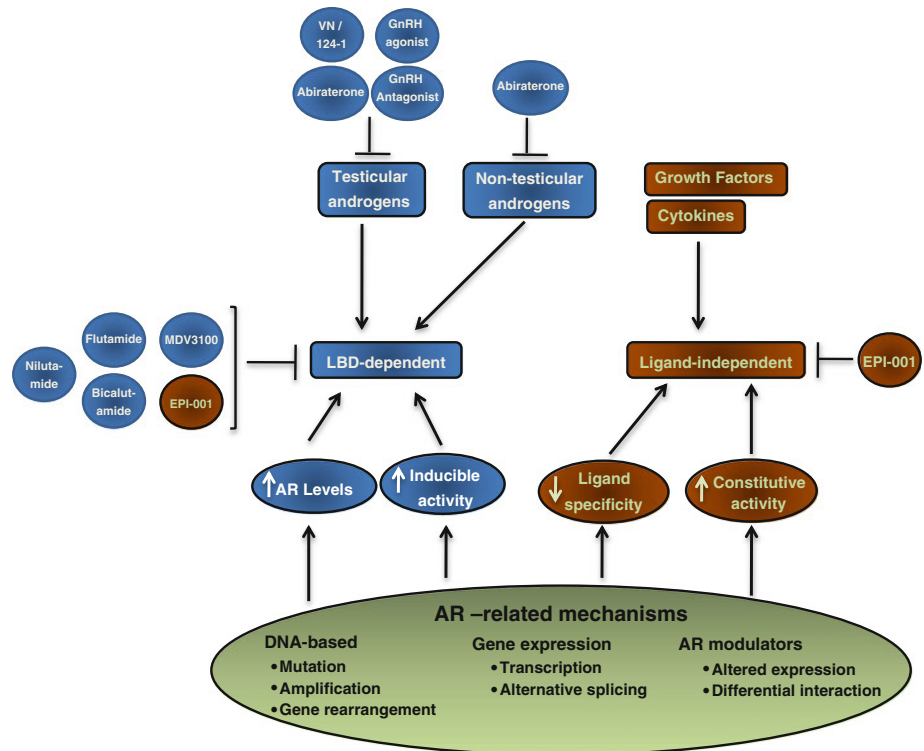 VN /
124-1
GnRH
agonist
Abiraterone
GnRH
Antagonist
Abiraterone
Testicular
androgens
Non-testicular
androgens
Growth Factors
Cytokines
Niluta-
mide
Flutamide
MDV3100
Bicalut-
amide
EPI-001
LBD-dependent
Ligand-independent
EPI-001
AR Levels
Inducible
activity
Ligand
specificity
Constitutive
activity
AR –related mechanisms
DNA-based
•Mutation
•Amplification
•Gene rearrangement
Gene expression
•Transcription
•Alternative splicing
AR modulators
•Altered expression
•Differential interaction